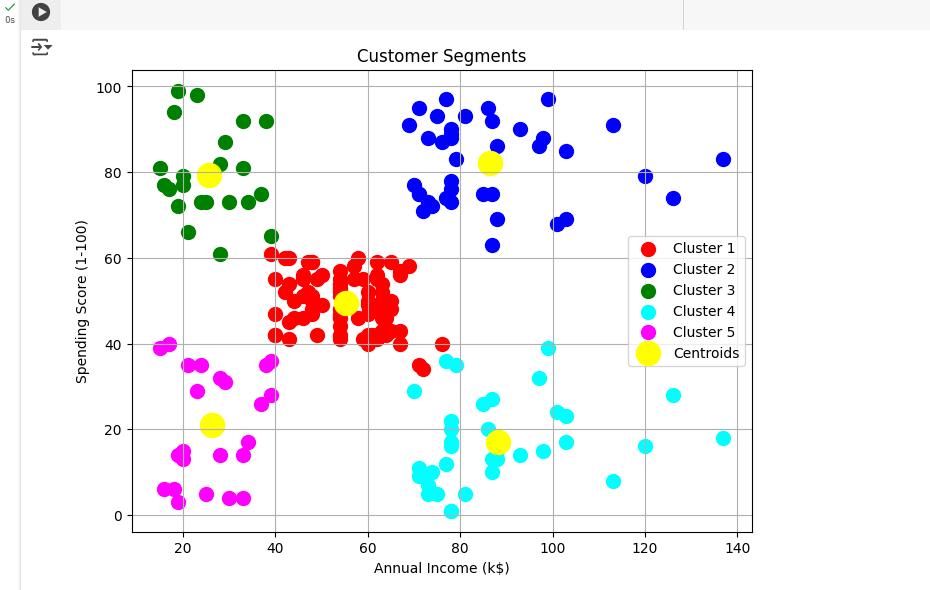 0s
Customer Segments
100
80
60
40
20
0
Spending Score (1-100)
Cluster 1
Cluster 2
Cluster 3
Cluster 4
Cluster 5
Centroids
20 40 60 80 100 120 140
Annual Income (k$)